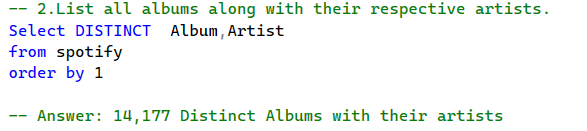 -- 2.List all albums along with their respective artists.
Select DISTINCT  Album,Artist
from spotify
order by 1
-- Answer: 14,177 Distinct Albums with their artists